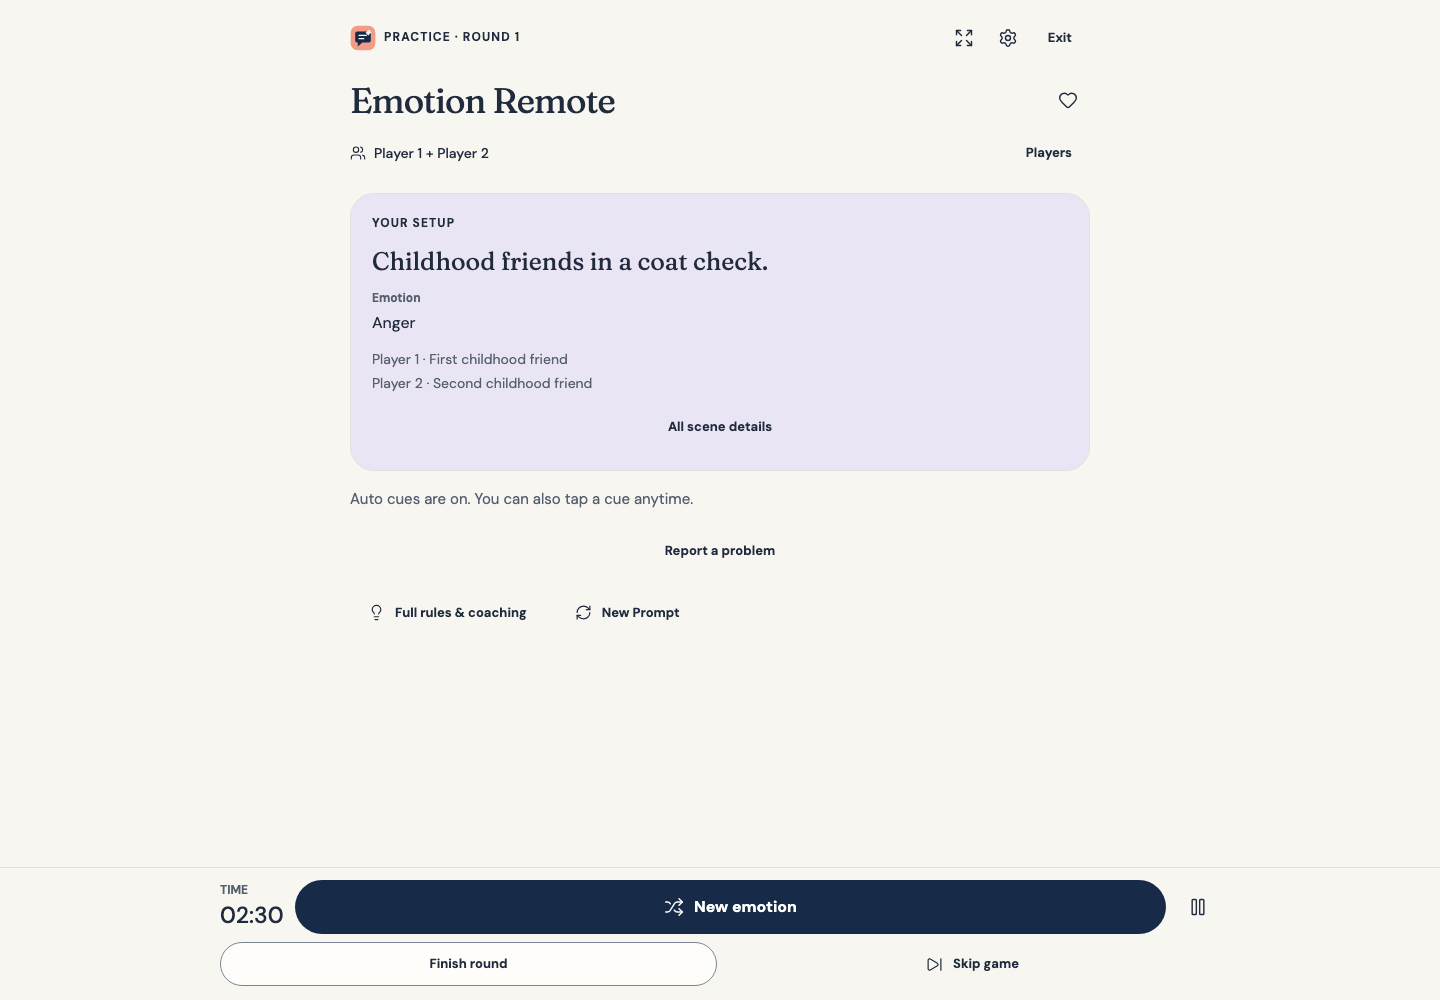 PRACTICE · ROUND 1
Exit
Emotion Remote
Player 1 + Player 2
Players
YOUR SETUP
Childhood friends in a coat check.
Emotion
Anger
Player 1 · First childhood friend
Player 2 · Second childhood friend
All scene details
Auto cues are on. You can also tap a cue anytime.
Report a problem
Full rules & coaching
New Prompt
TIME
02:30
New emotion
Finish round
Skip game